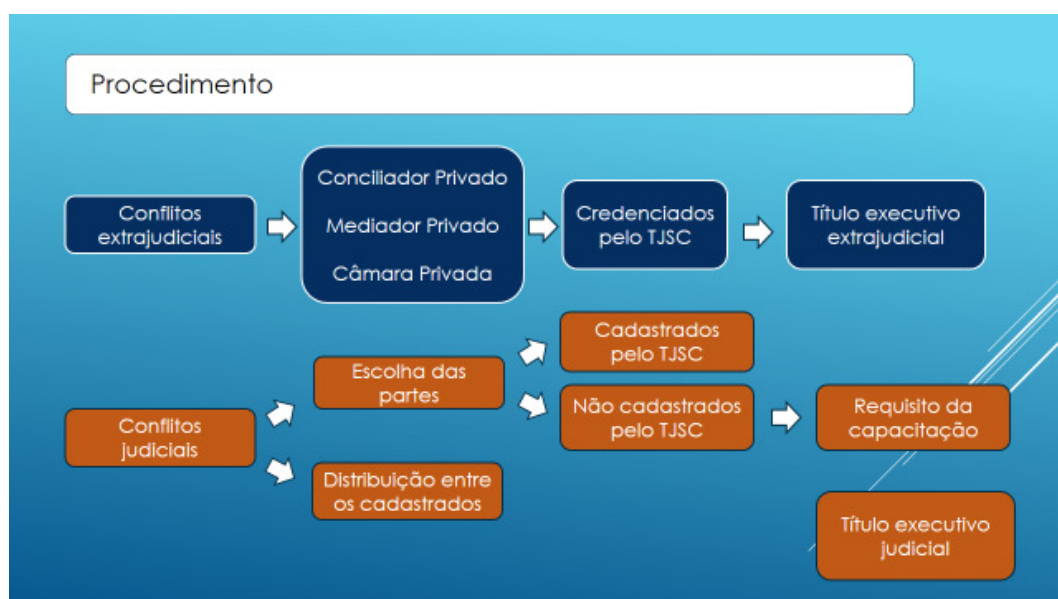 Procedimento
Conflitos
extrajudiciais
Conciliador Privado
Mediador Privado
Câmara Privada
Credenciados
pelo TJSC
Título executivo
extrajudicial
Conflitos
judiciais
Escolha das
partes
Cadastrados
pelo TJSC
Não cadastrados
pelo TJSC
Requisito da
capacitação
Distribuição entre
os cadastrados
Título executivo
judicial